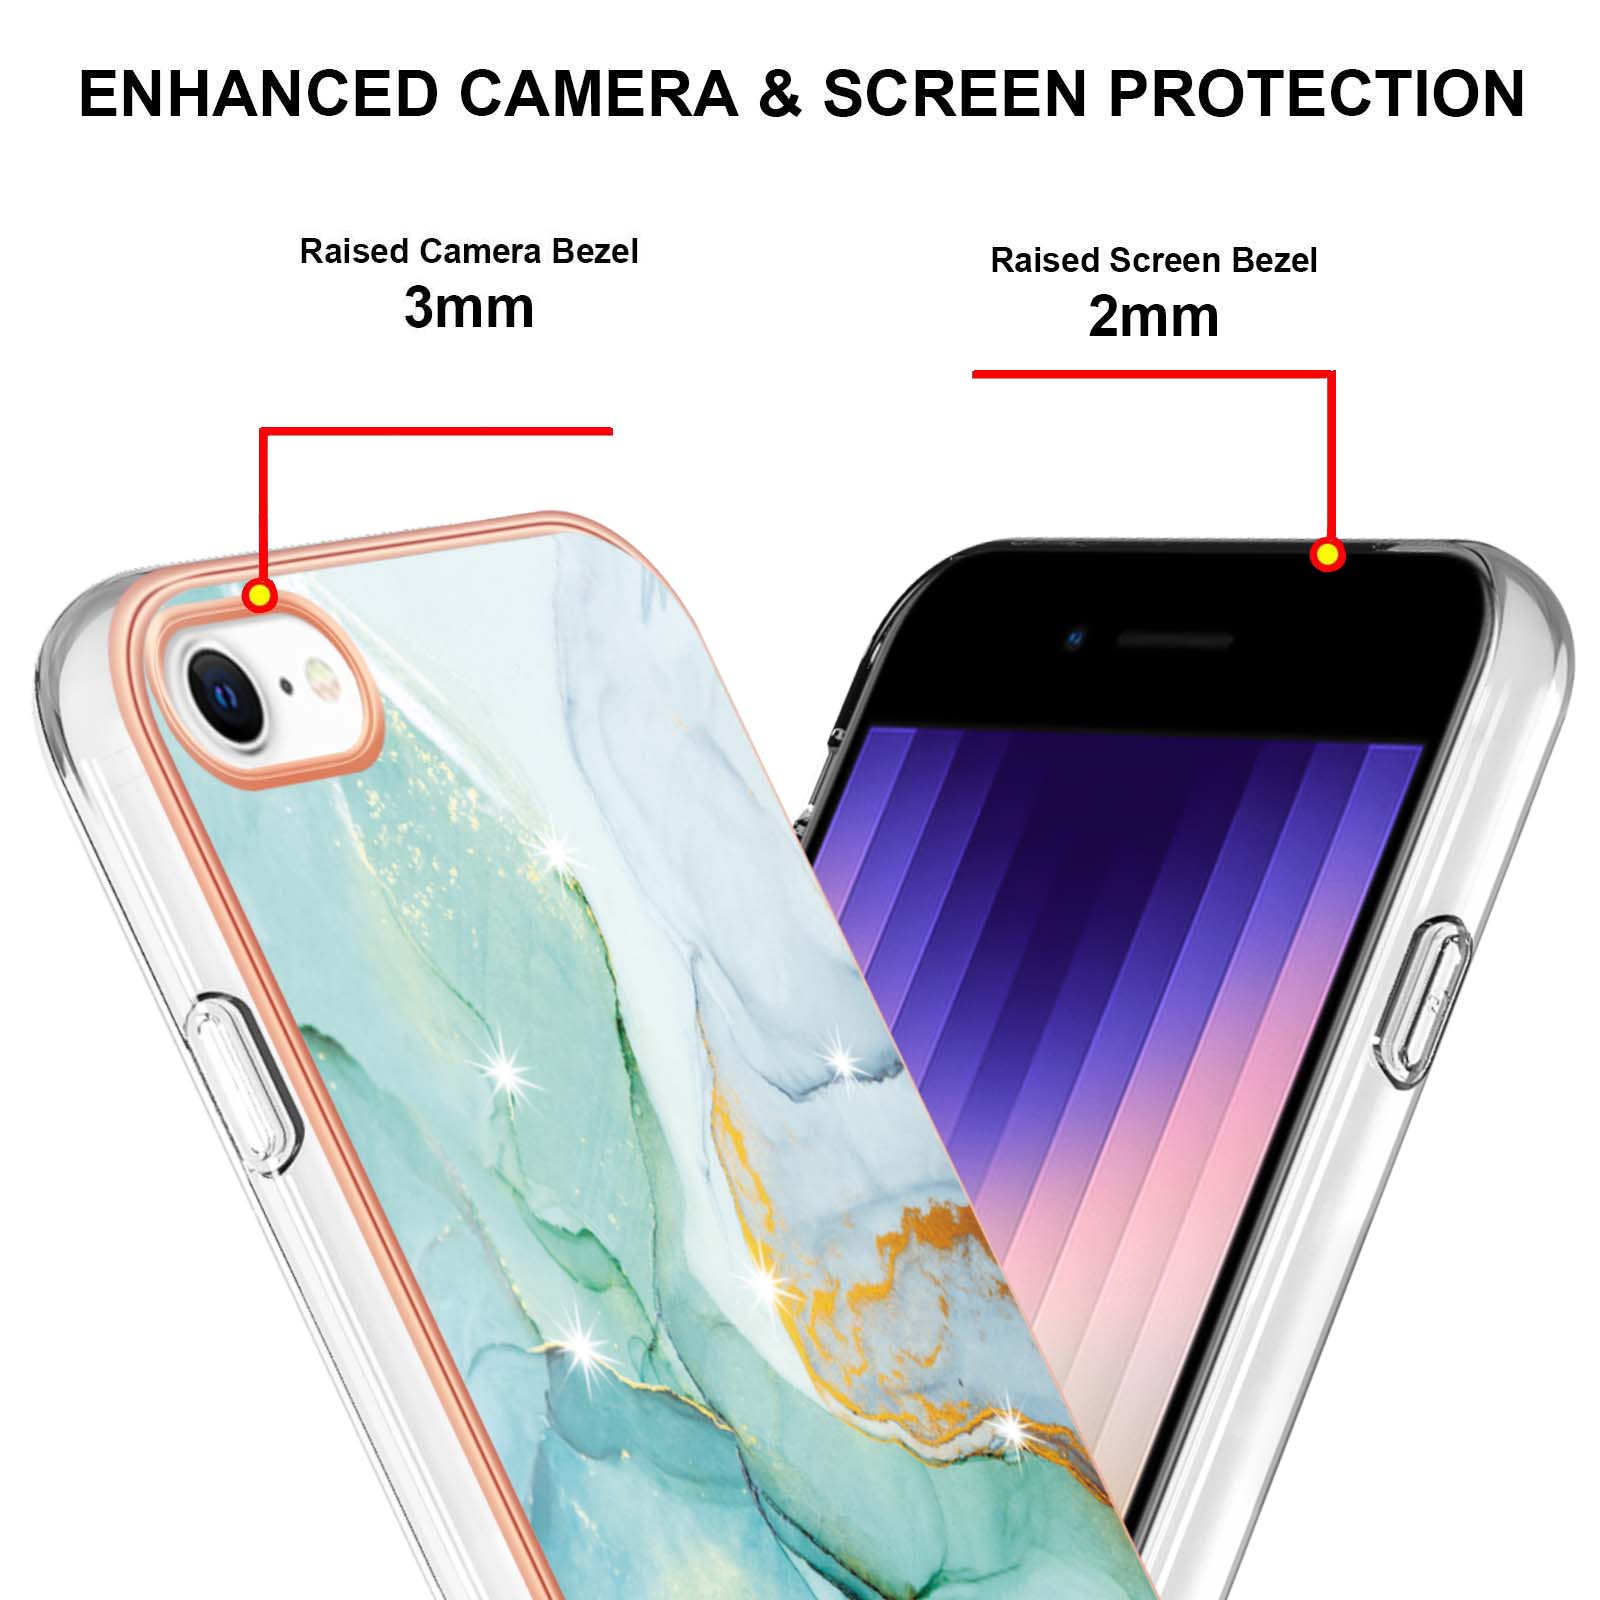 ENHANCED CAMERA & SCREEN PROTECTION
Raised Camera Bezel
3mm
Raised Screen Bezel
2mm